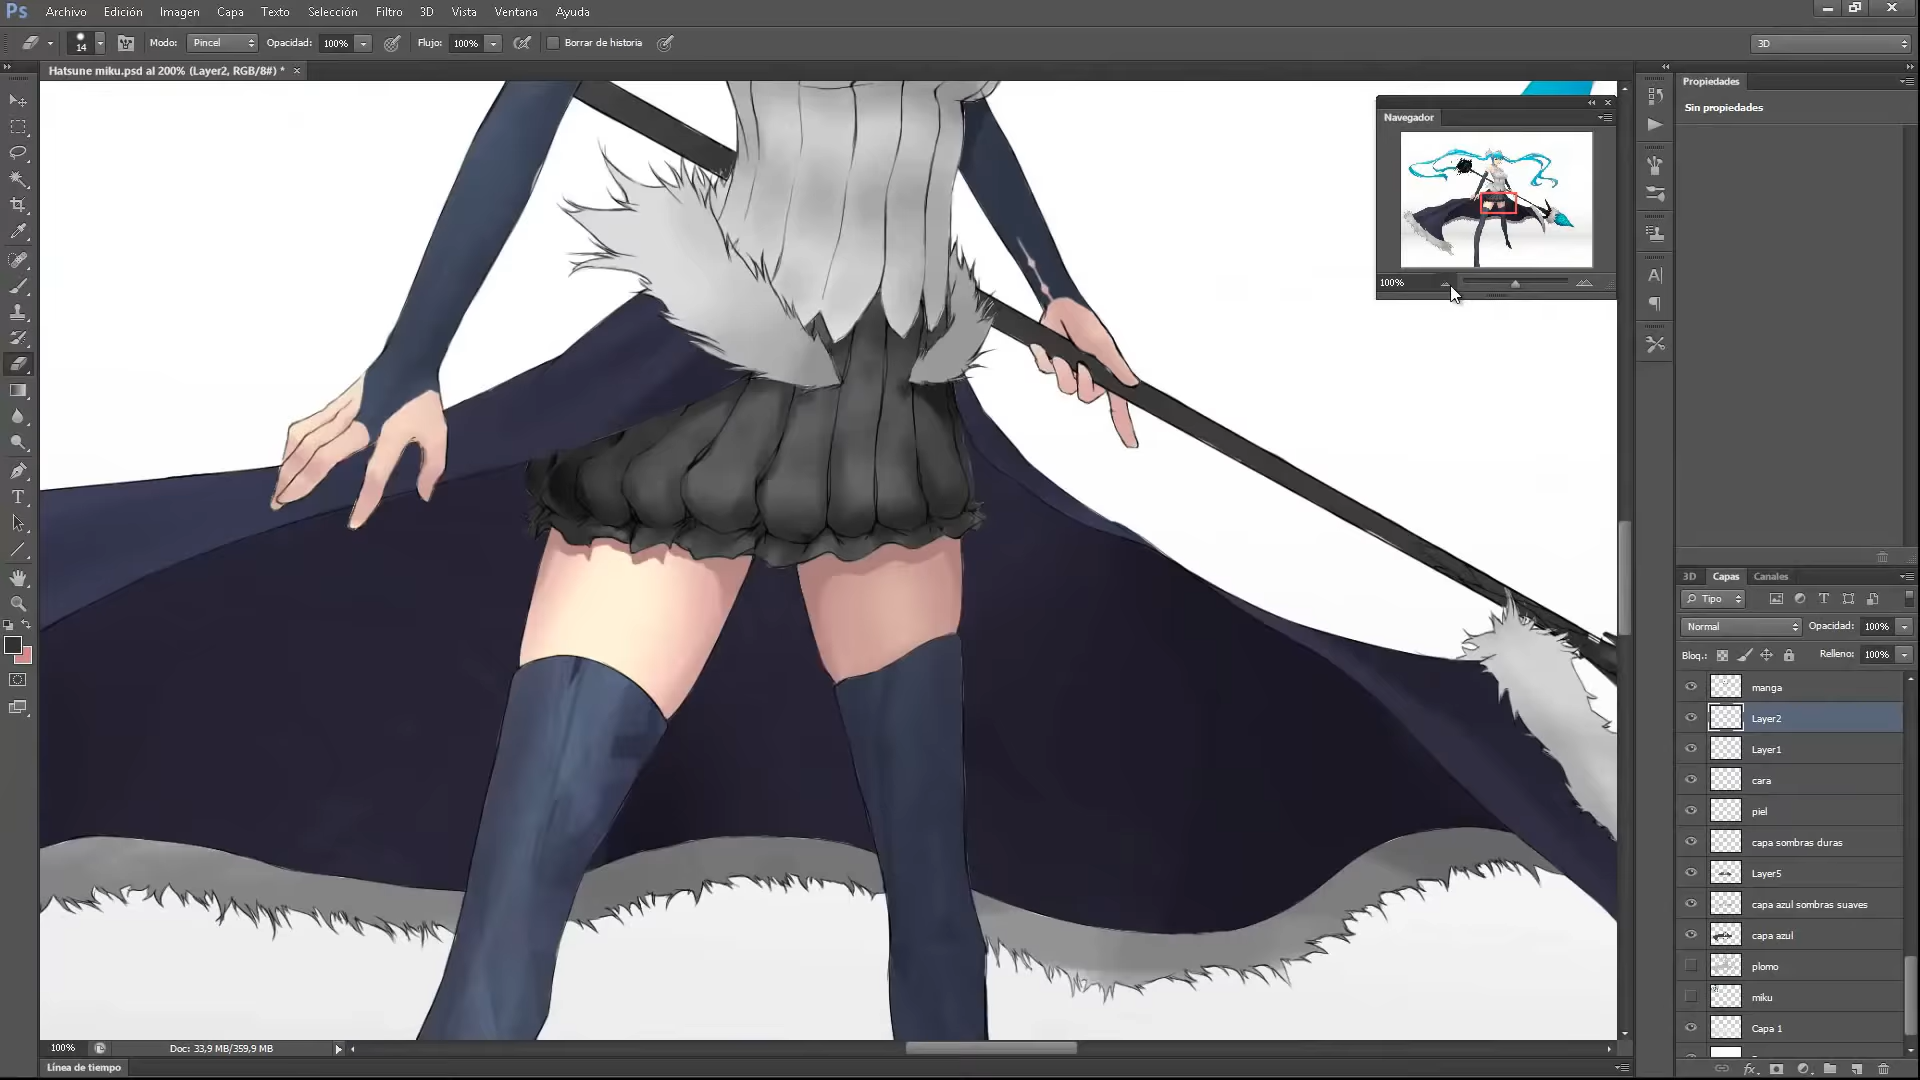 Ps Archivo Edición Imagen Capa Texto Selección Filtro 3D Vista Ventana Ayuda
14 Modo: Pincel Opacidad: 100% Flujo: 100% Borrar de historia 3D
Hatsune miku.psd al 200% (Layer2, RGB/8#) * ×
Propiedades
Sin propiedades
Navegador
100%
3D Capas Canales
Tipo
Normal Opacidad: 100%
Bloq.: Relleno: 100%
manga
Layer2
Layer1
cara
piel
capa sombras duras
Layer5
capa azul sombras suaves
capa azul
plomo
miku
Capa 1
100% Doc: 33,9 MB/359,9 MB
Línea de tiempo